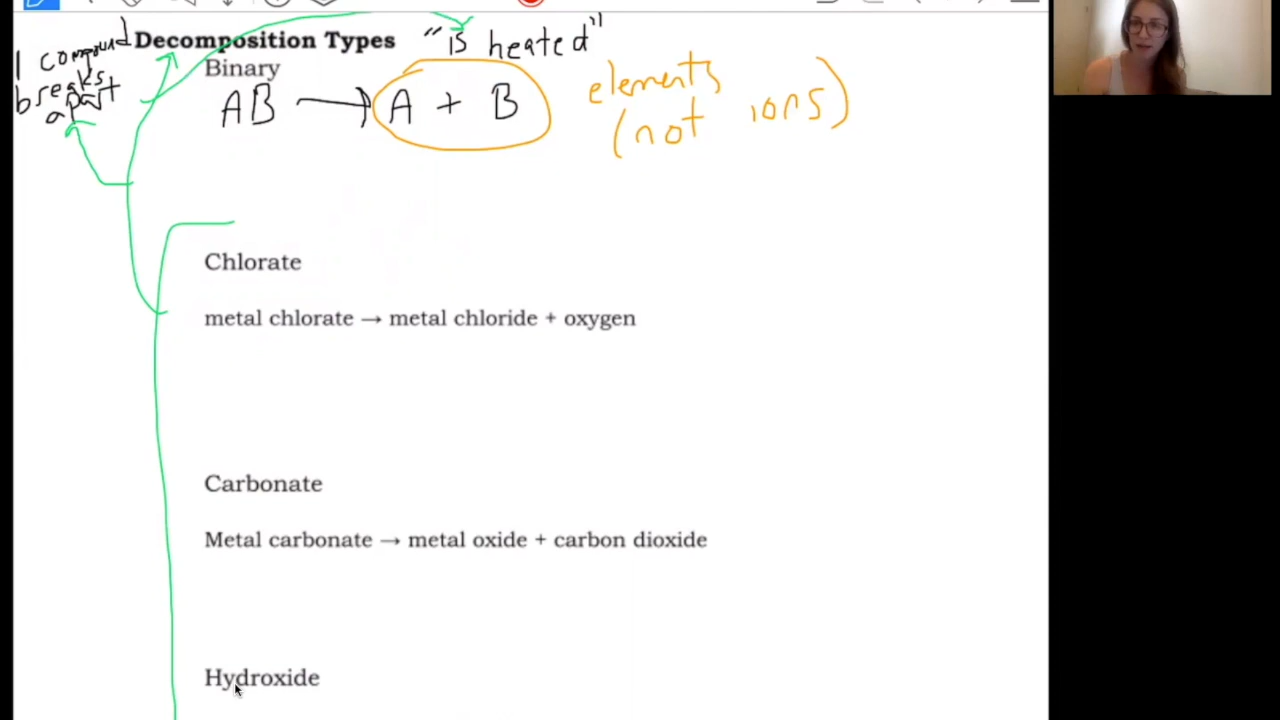 1 compound
breaks
apart
Decomposition Types "is heated"
Binary
AB → A + B
elements
(not ions)
Chlorate
metal chlorate → metal chloride + oxygen
Carbonate
Metal carbonate → metal oxide + carbon dioxide
Hydroxide